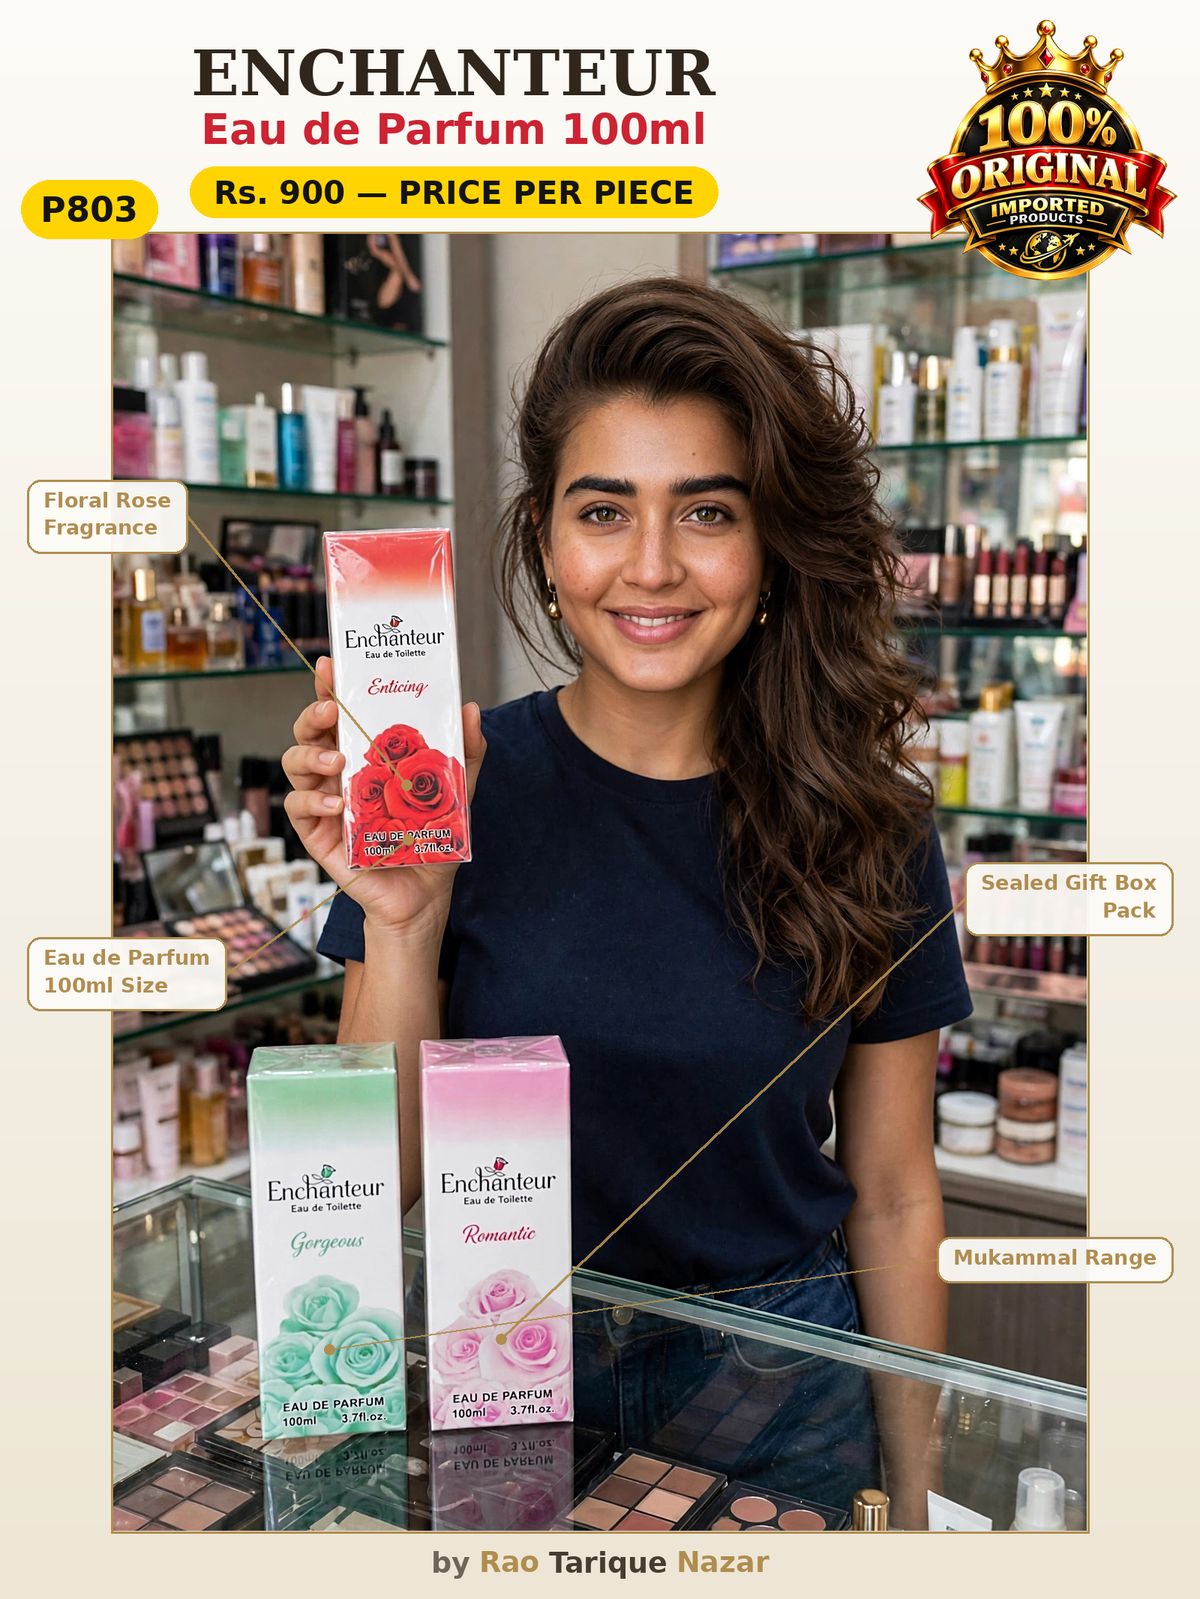 ENCHANTEUR
Eau de Parfum 100ml
Rs. 900 — PRICE PER PIECE
P803
100%
ORIGINAL
IMPORTED
PRODUCTS
Floral Rose
Fragrance
Enchanteur
Eau de Toilette
Enticing
EAU DE PARFUM
100ml 3.7fl.oz.
Sealed Gift Box
Pack
Eau de Parfum
100ml Size
Enchanteur
Eau de Toilette
Gorgeous
EAU DE PARFUM
100ml 3.7fl.oz.
Enchanteur
Eau de Toilette
Romantic
EAU DE PARFUM
100ml 3.7fl.oz.
Mukammal Range
by Rao Tarique Nazar